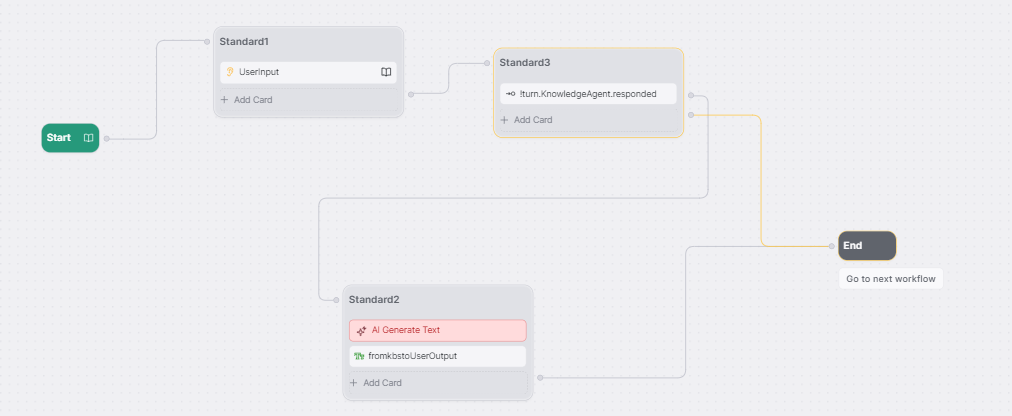 Start
Standard1
UserInput
Add Card
Standard3
!turn.KnowledgeAgent.responded
Add Card
Standard2
AI Generate Text
fromkbstoUserOutput
Add Card
End
Go to next workflow